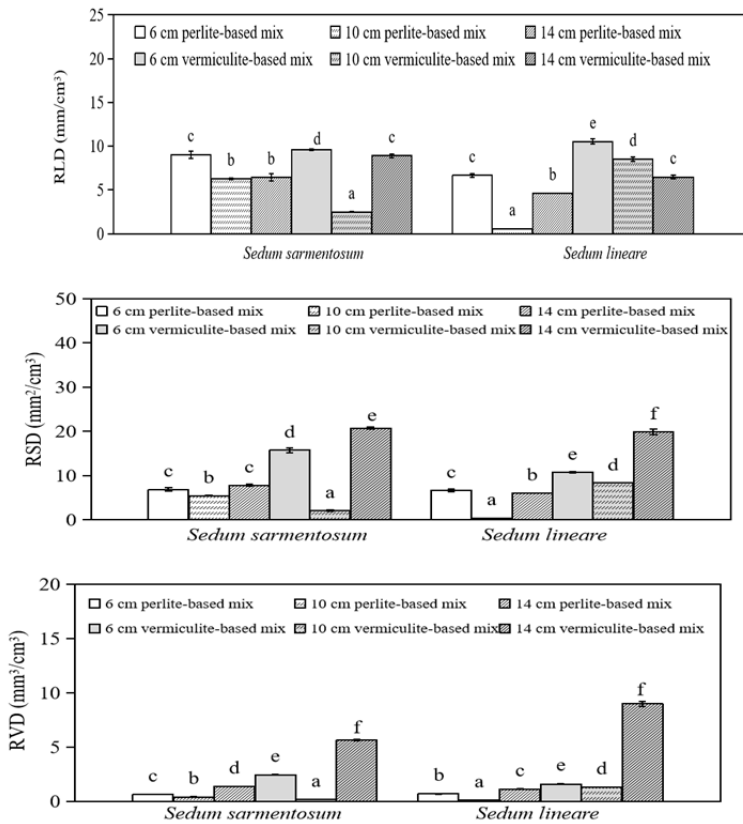 6 cm perlite-based mix 10 cm perlite-based mix 14 cm perlite-based mix
6 cm vermiculite-based mix 10 cm vermiculite-based mix 14 cm vermiculite-based mix
RLD (mm/cm³)
25
20
15
10
5
0
c b b d a c
c a b e d c
Sedum sarmentosum Sedum lineare
6 cm perlite-based mix 10 cm perlite-based mix 14 cm perlite-based mix
6 cm vermiculite-based mix 10 cm vermiculite-based mix 14 cm vermiculite-based mix
RSD (mm²/cm³)
50
40
30
20
10
0
c b c d a e
c a b e d f
Sedum sarmentosum Sedum lineare
6 cm perlite-based mix 10 cm perlite-based mix 14 cm perlite-based mix
6 cm vermiculite-based mix 10 cm vermiculite-based mix 14 cm vermiculite-based mix
RVD (mm³/cm³)
20
15
10
5
0
c b d e a f
b a c e d f
Sedum sarmentosum Sedum lineare